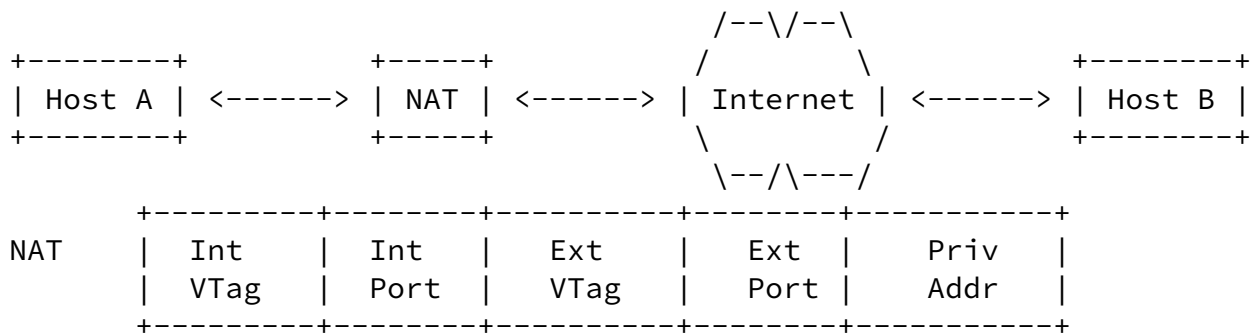 Host A <------> NAT <------> Internet <------> Host B
NAT Int Int Ext Ext Priv
VTag Port VTag Port Addr